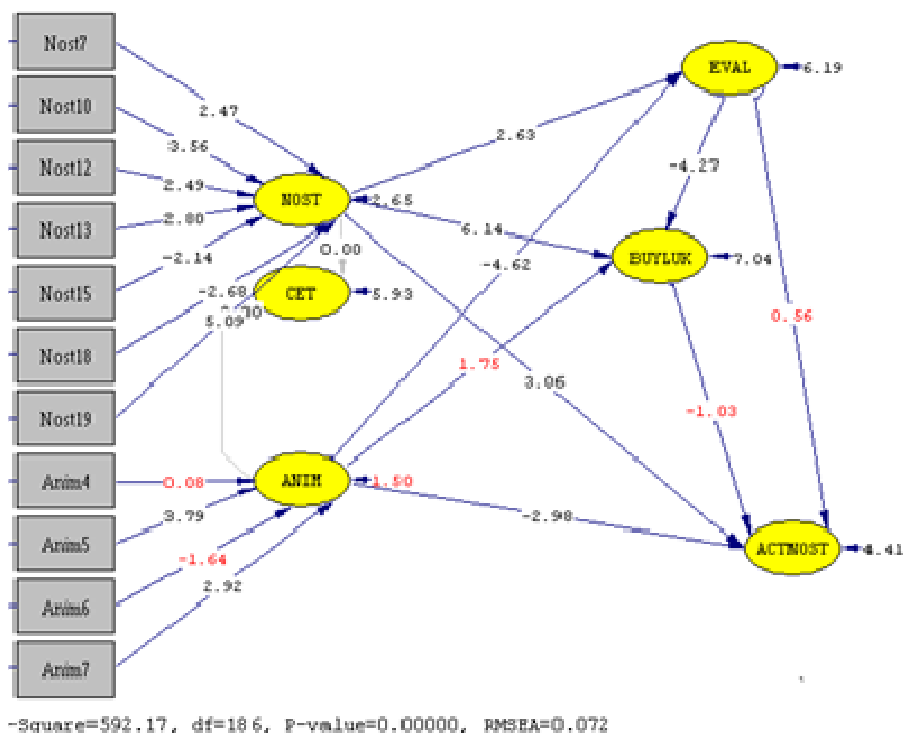 Nost7
Nost10
Nost12
Nost13
Nost15
Nost18
Nost19
Anim4
Anim5
Anim6
Anim7
2.47
3.56
2.49
2.80
-2.14
-2.68
5.09
0.08
3.79
-1.64
2.92
NOST
2.65
0.00
CET
5.93
ANIM
-1.50
2.63
6.14
-4.62
1.75
3.06
-2.98
EVAL
6.19
-4.27
BUYLUK
7.04
0.56
-1.03
ACTMOST
4.41
-Square=592.17, df=186, P-value=0.00000, RMSEA=0.072